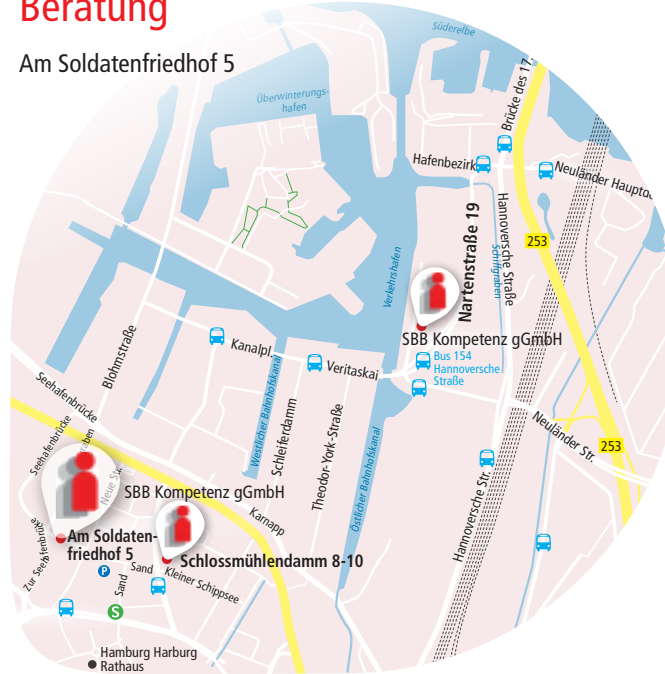 Beratung
Am Soldatenfriedhof 5
Süderelbe
Überwinterungs-
hafen
Brücke des 17.
Hafenbezirk
Neuländer Hauptd
253
Hannoversche Straße
Schiffgraben
Nartenstraße 19
Verkehrshafen
SBB Kompetenz gGmbH
Bus 154
Hannoversche
Straße
Kanalpl.
Veritaskai
Blohmstraße
Seehafenbrücke
Seehafenbrücke
Westlicher Bahnhofskanal
Schleiferdamm
Theodor-York-Straße
Östlicher Bahnhofskanal
Neuländer Str.
253
Hannoversche Str.
Karnapp
Neue Str.
SBB Kompetenz gGmbH
Am Soldaten-
friedhof 5
Schlossmühlendamm 8-10
Zur Seehafenbrücke
P
Sand
Sand
Kleiner Schippsee
S
Hamburg Harburg
Rathaus